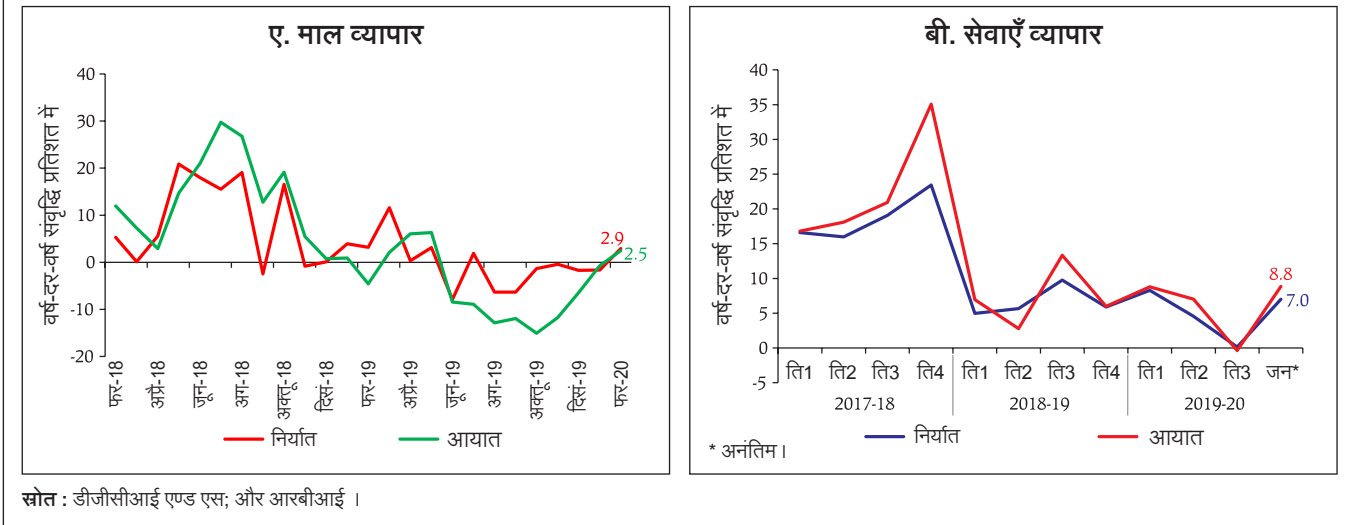 ए. माल व्यापार
वर्ष-दर-वर्ष संवृद्धि प्रतिशत में
40
30
20
10
0
-10
-20
2.9
2.5
फर-18
अप्रै-18
जून-18
अग-18
अक्तू-18
दिसं-18
फर-19
अप्रै-19
जून-19
अग-19
अक्तू-19
दिसं-19
फर-20
निर्यात
आयात
बी. सेवाएँ व्यापार
वर्ष-दर-वर्ष संवृद्धि प्रतिशत में
40
35
30
25
20
15
10
5
0
-5
8.8
7.0
ति1 ति2 ति3 ति4 ति1 ति2 ति3 ति4 ति1 ति2 ति3 जन*
2017-18 2018-19 2019-20
निर्यात
आयात
* अनंतिम।
स्रोत : डीजीसीआई एण्ड एस; और आरबीआई ।